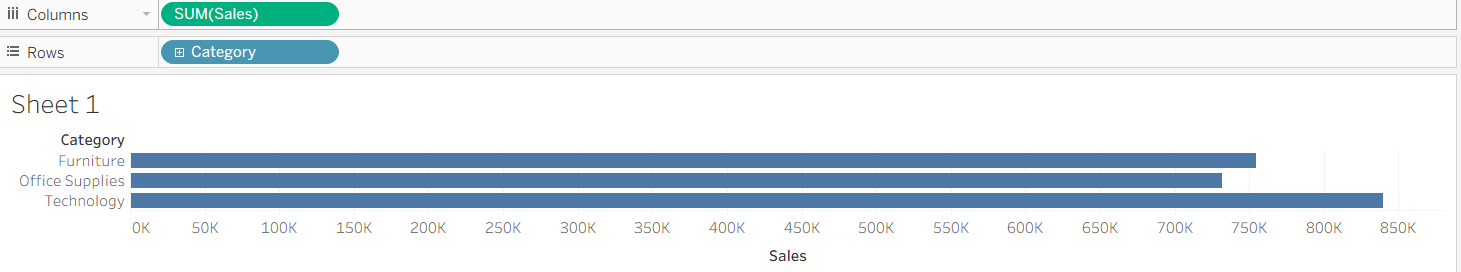 Columns SUM(Sales)
Rows Category
Sheet 1
Category
Furniture
Office Supplies
Technology
0K 50K 100K 150K 200K 250K 300K 350K 400K 450K 500K 550K 600K 650K 700K 750K 800K 850K
Sales